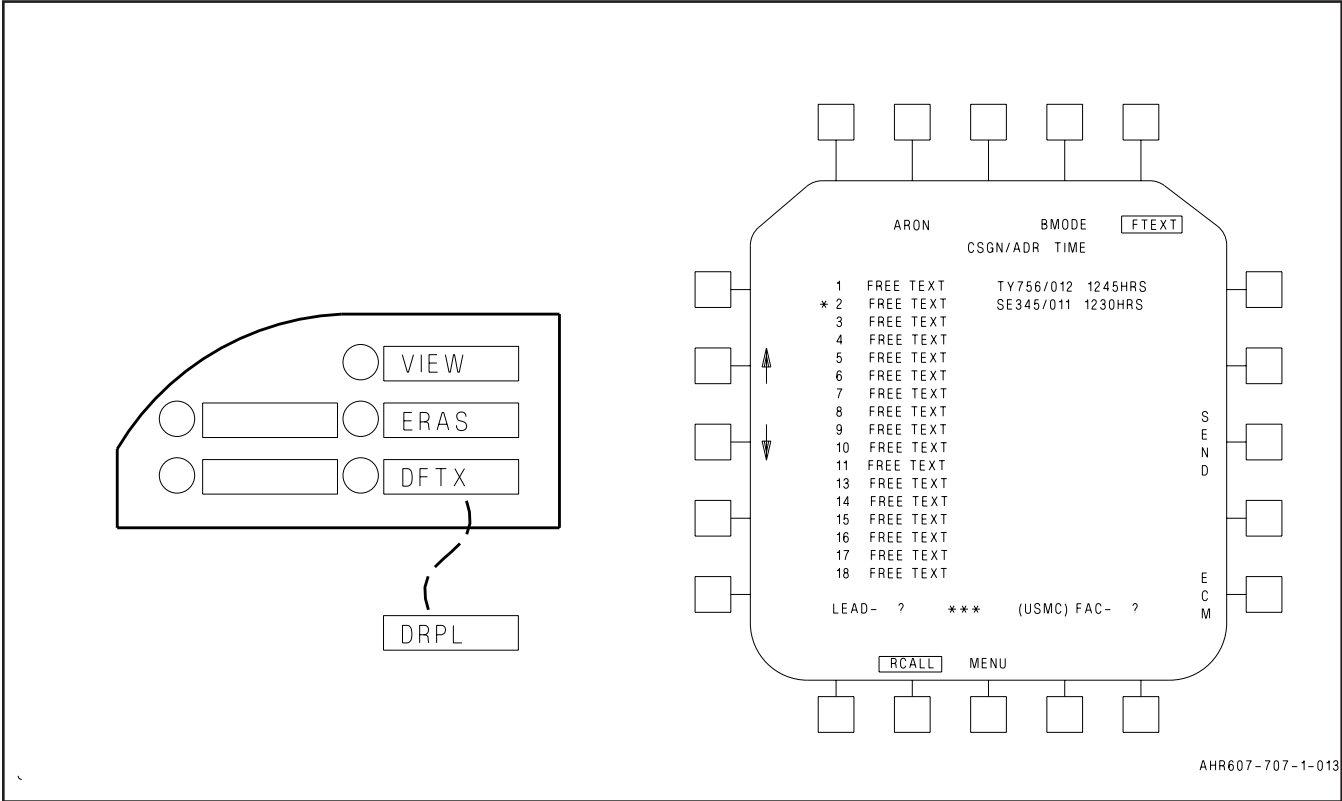 VIEW
ERAS
DFTX
DRPL
ARON BMODE FTEXT
CSGN/ADR TIME
1 FREE TEXT TY756/012 1245HRS
* 2 FREE TEXT SE345/011 1230HRS
3 FREE TEXT
4 FREE TEXT
5 FREE TEXT
6 FREE TEXT
7 FREE TEXT
8 FREE TEXT
9 FREE TEXT
10 FREE TEXT
11 FREE TEXT
13 FREE TEXT
14 FREE TEXT
15 FREE TEXT
16 FREE TEXT
17 FREE TEXT
18 FREE TEXT
SEND
ECM
LEAD- ? *** (USMC) FAC- ?
RCALL MENU
AHR607-707-1-013